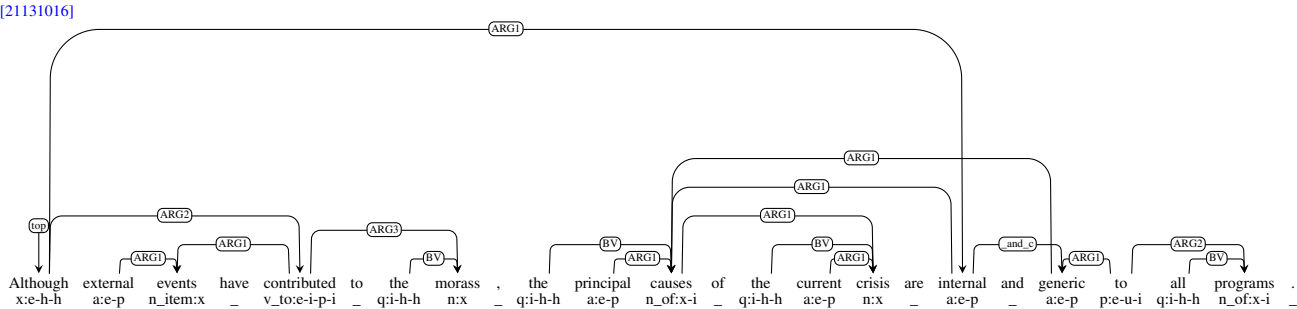 [21131016]
ARG1
ARG1
ARG1
top ARG2 ARG1
ARG3
ARG1 BV BV _and_c ARG2
ARG1 BV ARG1 ARG1 ARG1 BV
Although external events have contributed to the morass , the principal causes of the current crisis are internal and generic to all programs .
x:e-h-h a:e-p n_item:x _ v_to:e-i-p-i _ q:i-h-h n:x _ q:i-h-h a:e-p n_of:x-i _ q:i-h-h a:e-p n:x _ a:e-p _ a:e-p p:e-u-i q:i-h-h n_of:x-i _